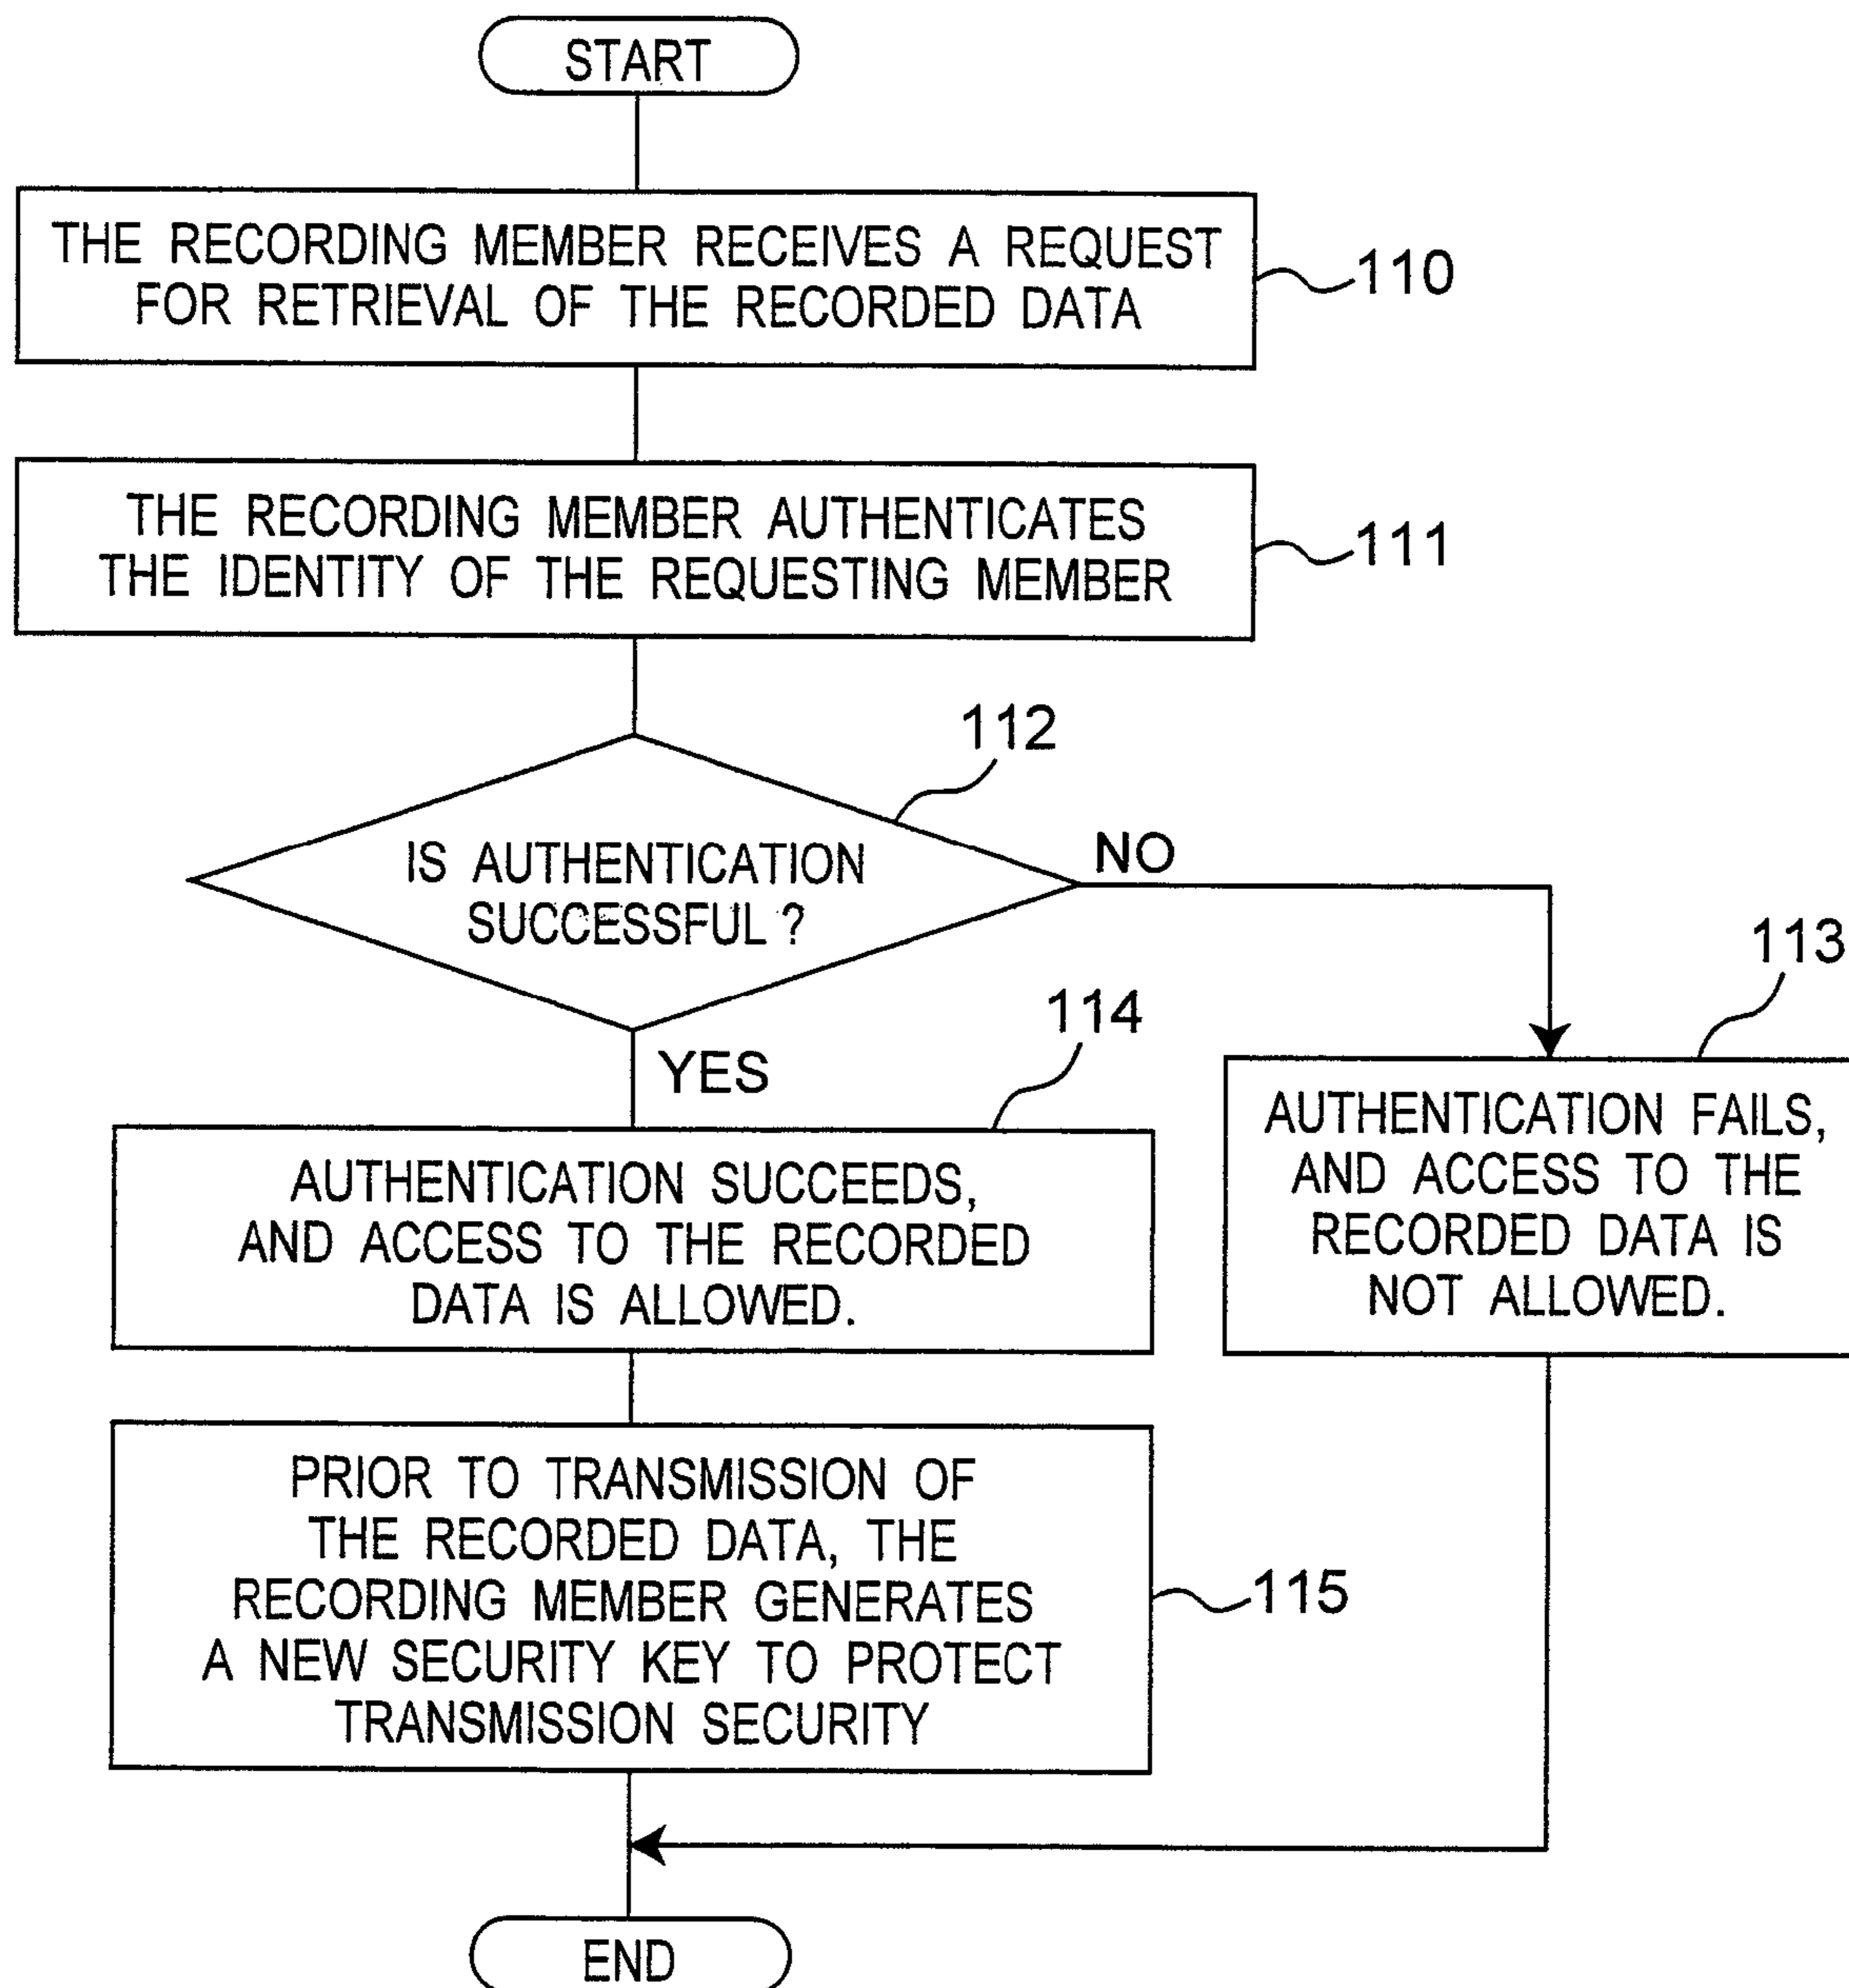 START
THE RECORDING MEMBER RECEIVES A REQUEST
FOR RETRIEVAL OF THE RECORDED DATA
110
THE RECORDING MEMBER AUTHENTICATES
THE IDENTITY OF THE REQUESTING MEMBER
111
112
IS AUTHENTICATION
SUCCESSFUL?
NO
YES
113
AUTHENTICATION FAILS,
AND ACCESS TO THE
RECORDED DATA IS
NOT ALLOWED.
114
AUTHENTICATION SUCCEEDS,
AND ACCESS TO THE RECORDED
DATA IS ALLOWED.
PRIOR TO TRANSMISSION OF
THE RECORDED DATA, THE
RECORDING MEMBER GENERATES
A NEW SECURITY KEY TO PROTECT
TRANSMISSION SECURITY
115
END